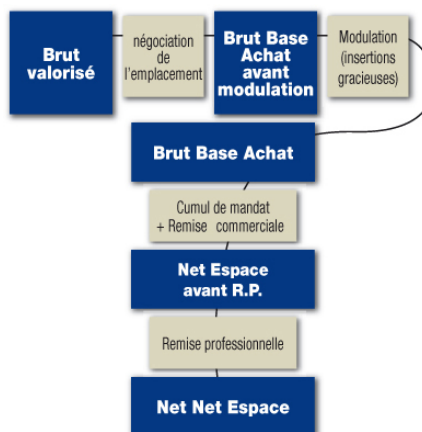 Brut
valorisé
négociation
de
l'emplacement
Brut Base
Achat
avant
modulation
Modulation
(insertions
gracieuses)
Brut Base Achat
Cumul de mandat
+ Remise commerciale
Net Espace
avant R.P.
Remise professionnelle
Net Net Espace